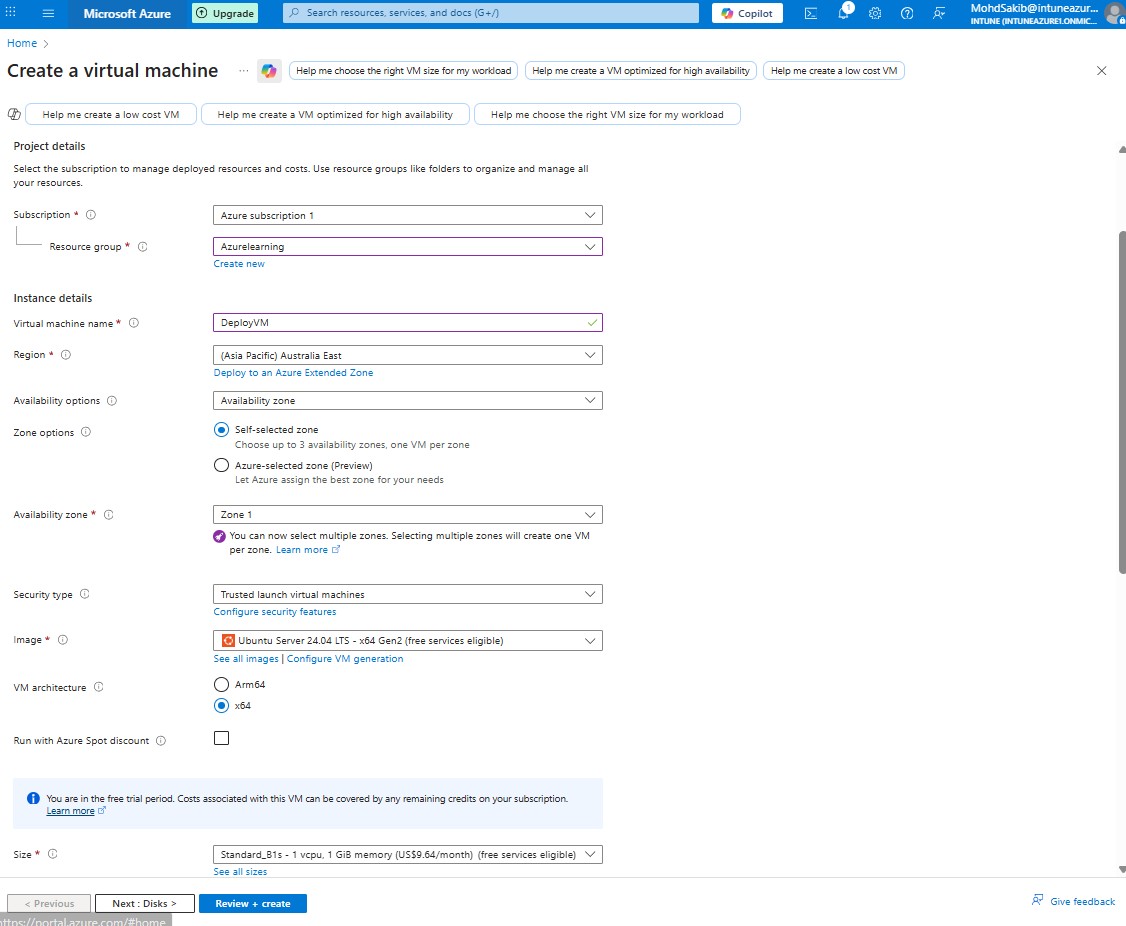 Microsoft Azure
Upgrade
Search resources, services, and docs (G+/)
Copilot
1
MohdSakib@intuneazur...
INTUNE (INTUNEAZURE1.ONMIC...
Home >
Create a virtual machine
...
Help me choose the right VM size for my workload
Help me create a VM optimized for high availability
Help me create a low cost VM
Help me create a low cost VM
Help me create a VM optimized for high availability
Help me choose the right VM size for my workload
Project details
Select the subscription to manage deployed resources and costs. Use resource groups like folders to organize and manage all
your resources.
Subscription *
Azure subscription 1
Resource group *
Azurelearning
Create new
Instance details
Virtual machine name *
DeployVM
Region *
(Asia Pacific) Australia East
Deploy to an Azure Extended Zone
Availability options
Availability zone
Zone options
Self-selected zone
Choose up to 3 availability zones, one VM per zone
Azure-selected zone (Preview)
Let Azure assign the best zone for your needs
Availability zone *
Zone 1
You can now select multiple zones. Selecting multiple zones will create one VM
per zone. Learn more
Security type
Trusted launch virtual machines
Configure security features
Image *
Ubuntu Server 24.04 LTS - x64 Gen2 (free services eligible)
See all images | Configure VM generation
VM architecture
Arm64
x64
Run with Azure Spot discount
You are in the free trial period. Costs associated with this VM can be covered by any remaining credits on your subscription.
Learn more
Size *
Standard_B1s - 1 vcpu, 1 GiB memory (US$9.64/month) (free services eligible)
See all sizes
< Previous
Next : Disks >
Review + create
Give feedback
https://portal.azure.com/#home